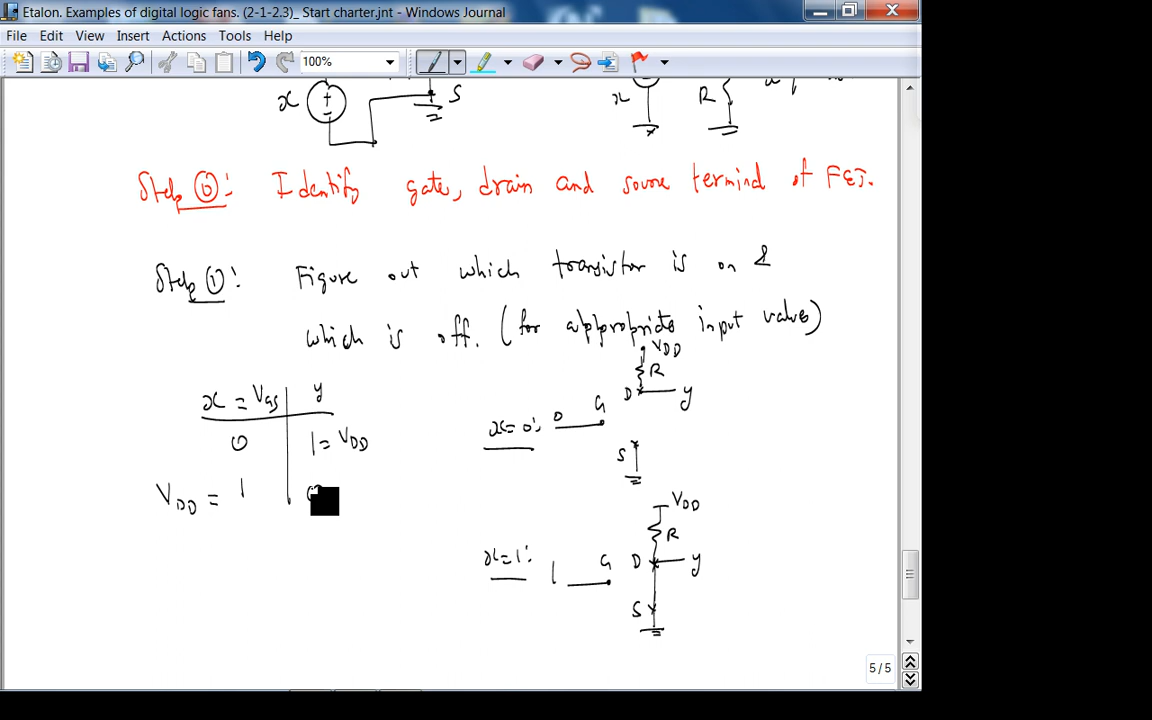 Etalon. Examples of digital logic fans. (2-1-2.3)_ Start charter.jnt - Windows Journal
File Edit View Insert Actions Tools Help
100%
x + - S
x R
Step 0: Identify gate, drain and source terminal of FET.
Step 1: Figure out which transistor is on &
which is off. (for appropriate input values)
x = VGS y
0 1 = VDD
VDD = 1 0
VDD
R
D y
x=0: 0 G
S
VDD
R
x=1: 1 G D y
S
5/5